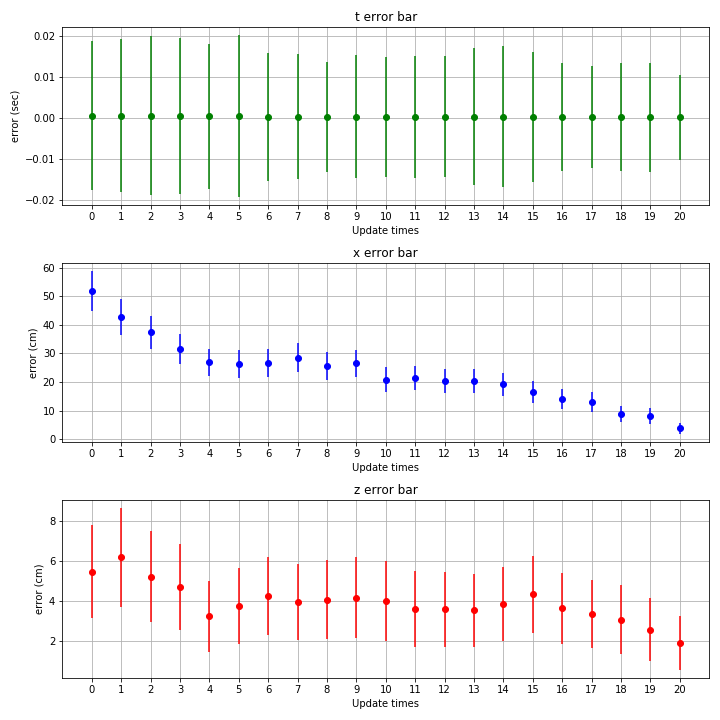 t error bar
error (sec)
0.02
0.01
0.00
−0.01
−0.02
0 1 2 3 4 5 6 7 8 9 10 11 12 13 14 15 16 17 18 19 20
Update times
x error bar
error (cm)
60
50
40
30
20
10
0
0 1 2 3 4 5 6 7 8 9 10 11 12 13 14 15 16 17 18 19 20
Update times
z error bar
error (cm)
8
6
4
2
0 1 2 3 4 5 6 7 8 9 10 11 12 13 14 15 16 17 18 19 20
Update times